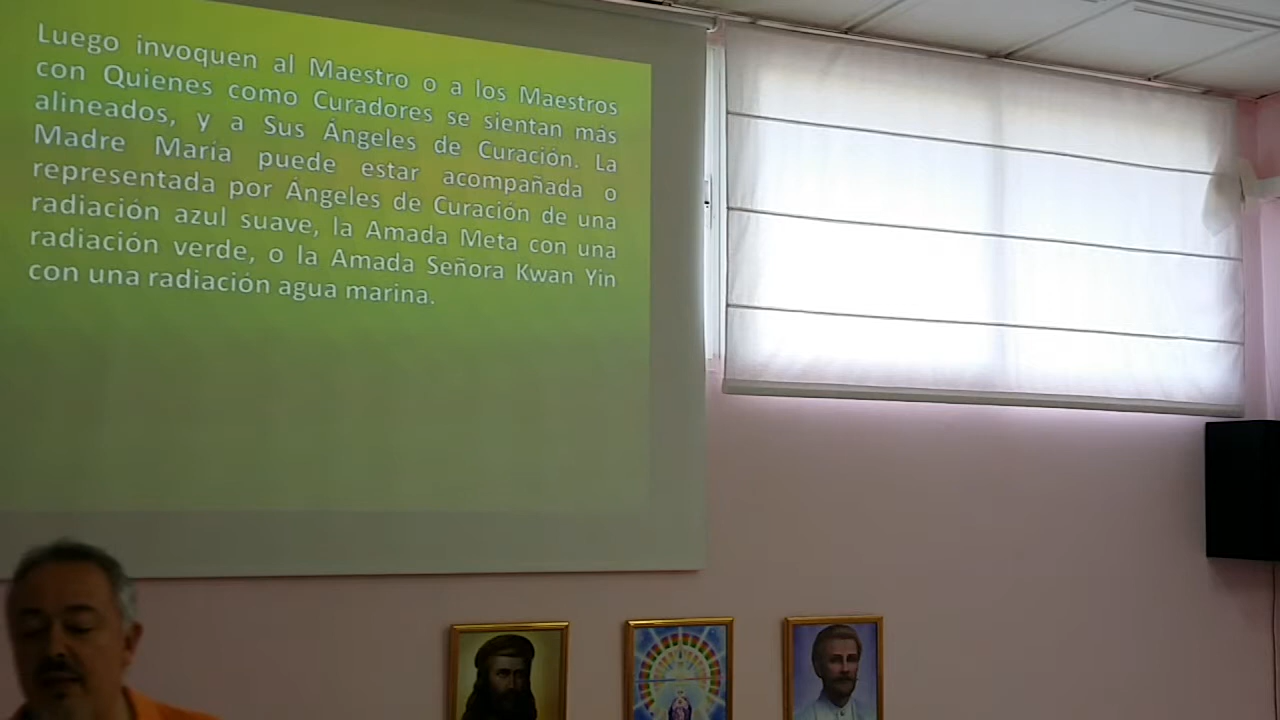 Luego invoquen al Maestro o a los Maestros
con Quienes como Curadores se sientan más
alineados, y a Sus Ángeles de Curación. La
Madre María puede estar acompañada o
representada por Ángeles de Curación de una
radiación azul suave, la Amada Meta con una
radiación verde, o la Amada Señora Kwan Yin
con una radiación agua marina.